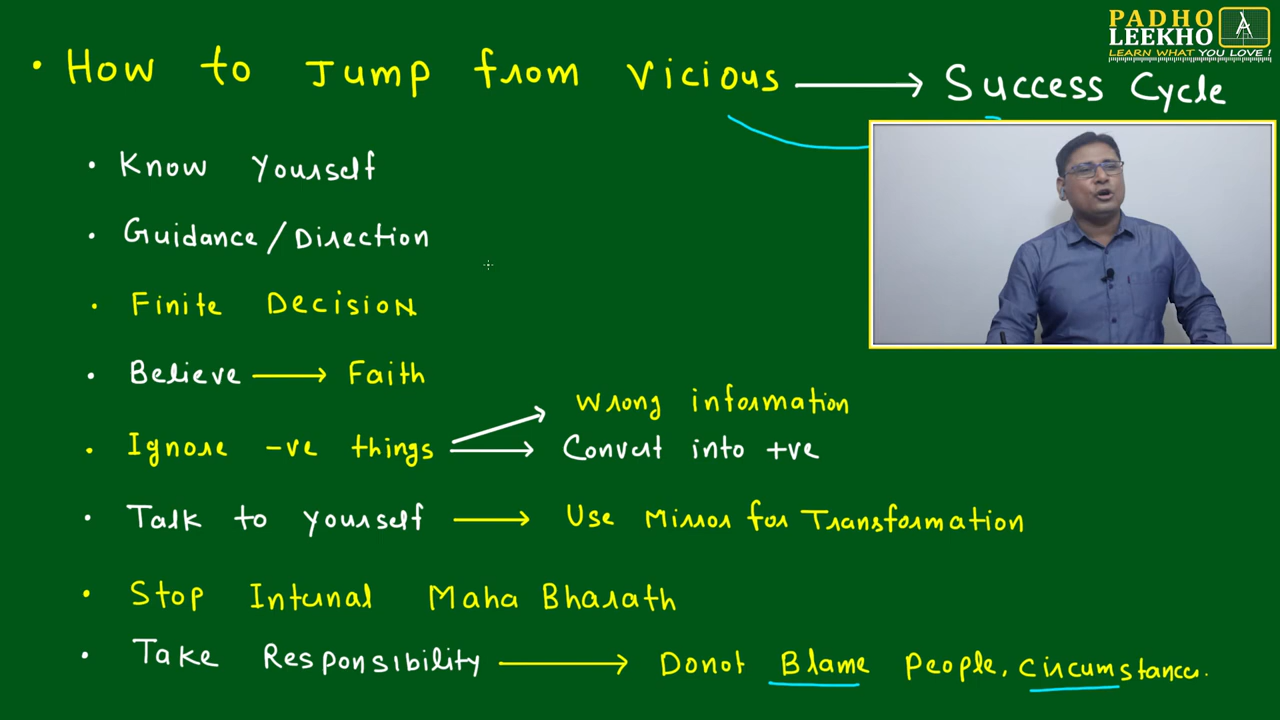 PADHO
LEEKHO
LEARN WHAT YOU LOVE !
• How to Jump from Vicious → Success Cycle
• Know Yourself
• Guidance / Direction
• Finite Decision
• Believe → Faith
• Ignore -ve things → Wrong information
→ Convert into +ve
• Talk to yourself → Use Mirror for Transformation
• Stop Internal Maha Bharath
• Take Responsibility → Donot Blame People, Circumstances.